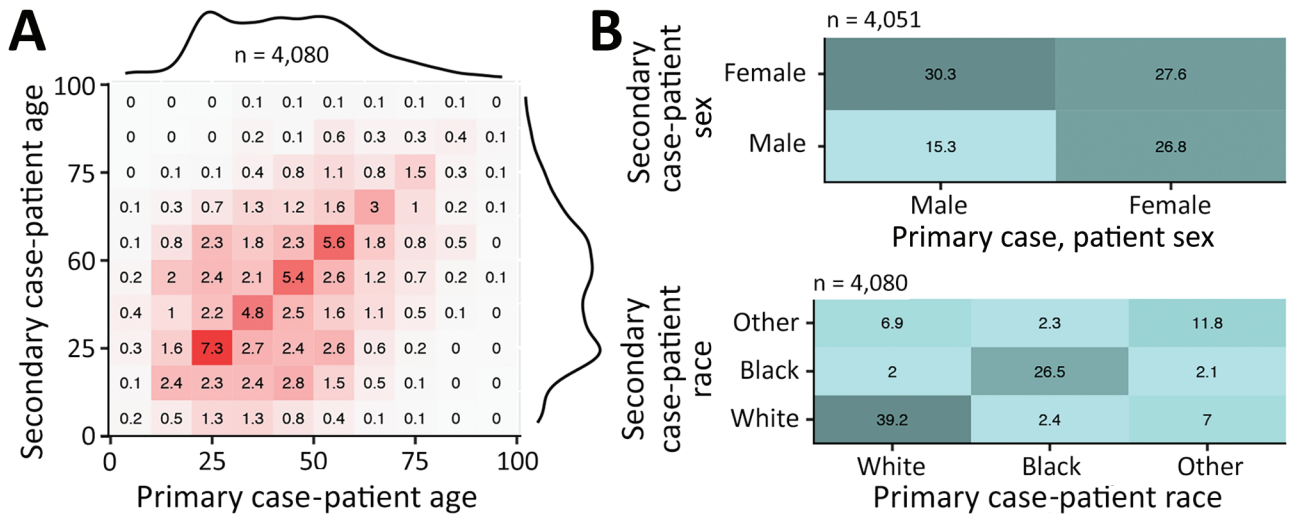 A
n = 4,080
Secondary case-patient age
100
75
60
25
0
0 0 0 0.1 0.1 0.1 0.1 0.1 0.1 0
0 0 0 0.2 0.1 0.6 0.3 0.3 0.4 0.1
0 0.1 0.1 0.4 0.8 1.1 0.8 1.5 0.3 0.1
0.1 0.3 0.7 1.3 1.2 1.6 3 1 0.2 0.1
0.1 0.8 2.3 1.8 2.3 5.6 1.8 0.8 0.5 0
0.2 2 2.4 2.1 5.4 2.6 1.2 0.7 0.2 0.1
0.4 1 2.2 4.8 2.5 1.6 1.1 0.5 0.1 0
0.3 1.6 7.3 2.7 2.4 2.6 0.6 0.2 0 0
0.1 2.4 2.3 2.4 2.8 1.5 0.5 0.1 0 0
0.2 0.5 1.3 1.3 0.8 0.4 0.1 0.1 0 0
0 25 50 75 100
Primary case-patient age
B
n = 4,051
Secondary
case-patient
sex
Female 30.3 27.6
Male 15.3 26.8
Male Female
Primary case, patient sex
n = 4,080
Secondary
case-patient
race
Other 6.9 2.3 11.8
Black 2 26.5 2.1
White 39.2 2.4 7
White Black Other
Primary case-patient race